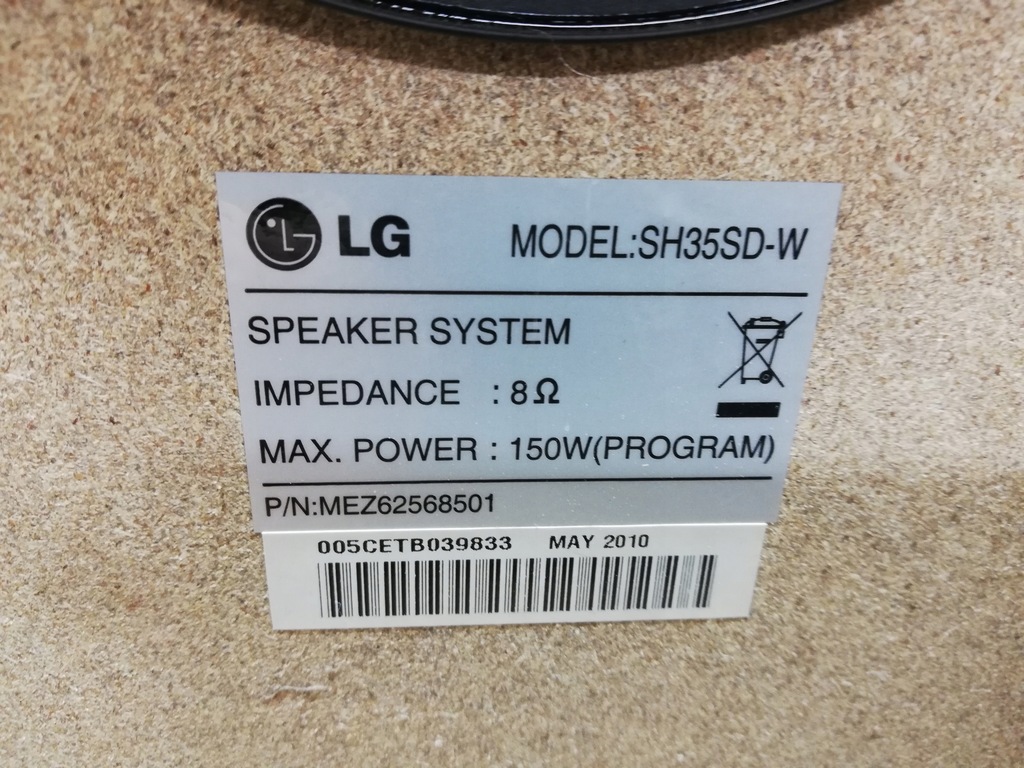 LG MODEL:SH35SD-W
SPEAKER SYSTEM
IMPEDANCE : 8Ω
MAX. POWER : 150W(PROGRAM)
P/N:MEZ62568501
005CETB039833 MAY 2010